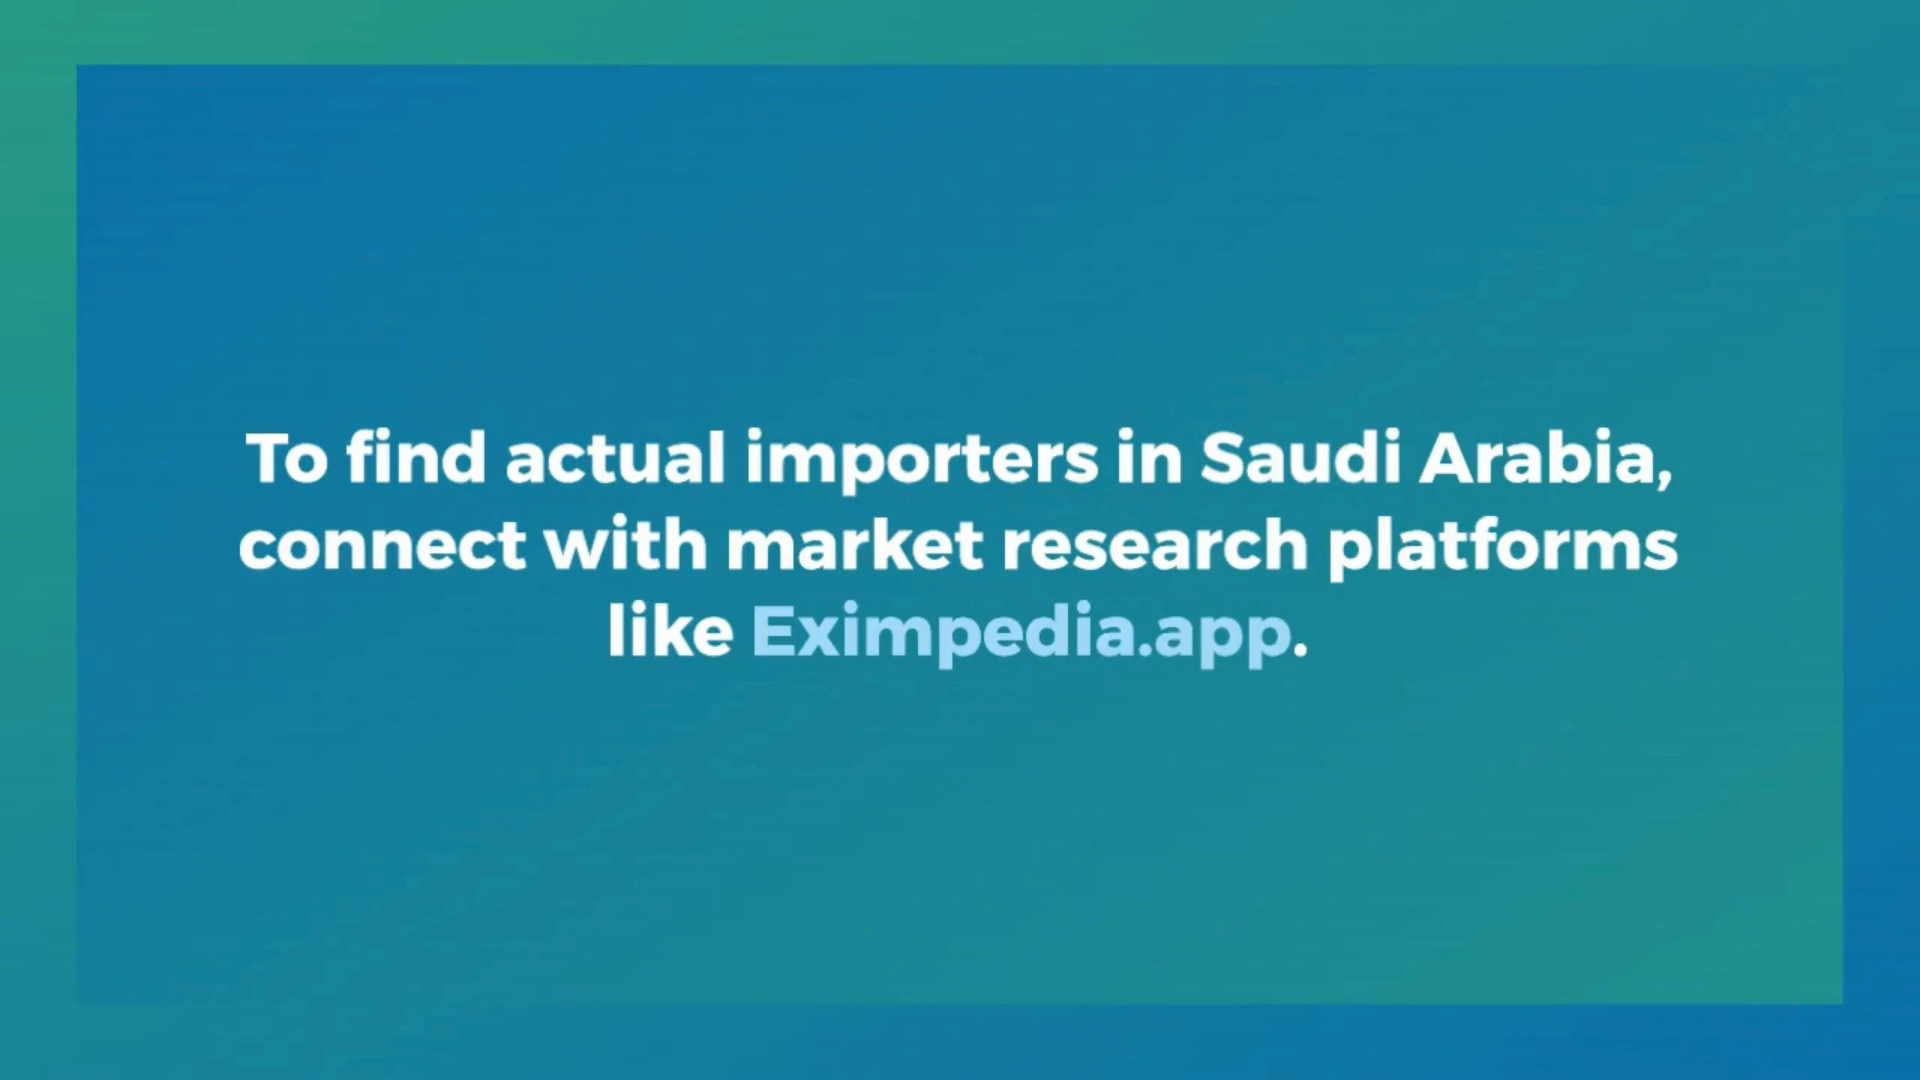 To find actual importers in Saudi Arabia,
connect with market research platforms
like Eximpedia.app.